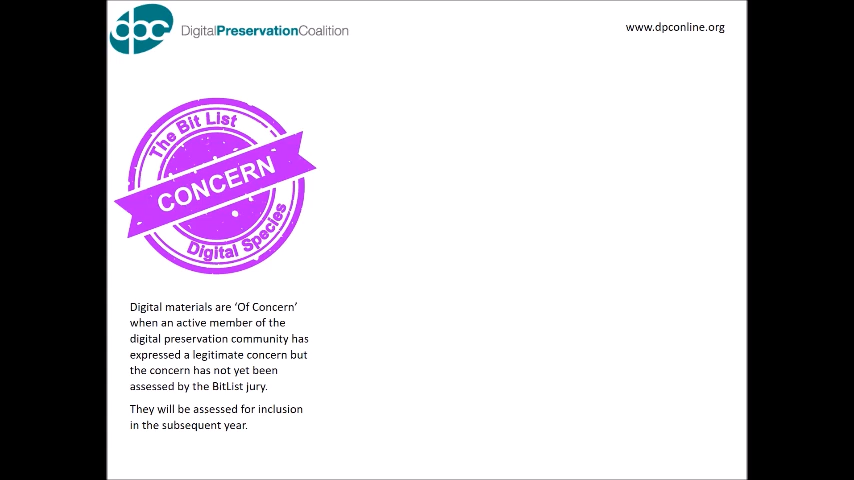 dpc DigitalPreservationCoalition
www.dpconline.org
The Bit List
CONCERN
Digital Species
Digital materials are ‘Of Concern’
when an active member of the
digital preservation community has
expressed a legitimate concern but
the concern has not yet been
assessed by the BitList jury.
They will be assessed for inclusion
in the subsequent year.